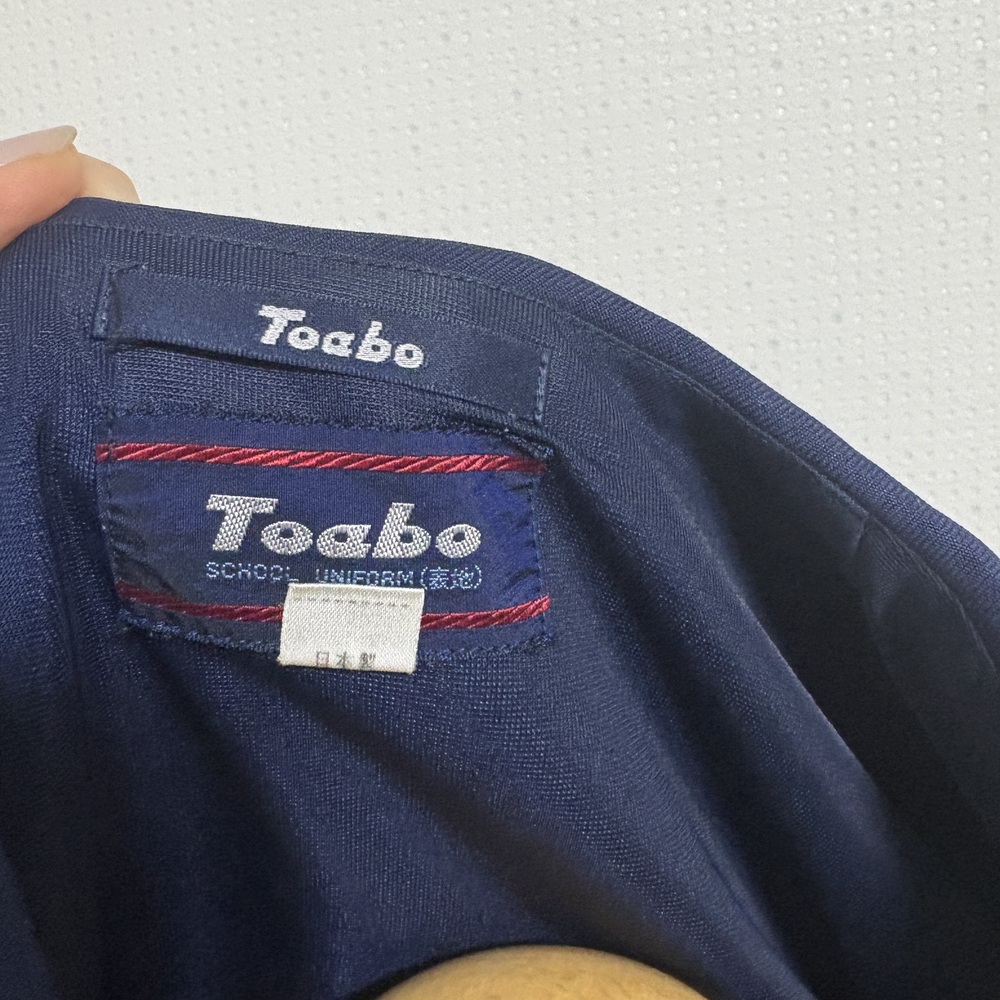 Toabo
Toabo
SCHOOL UNIFORM(表地)
日本製